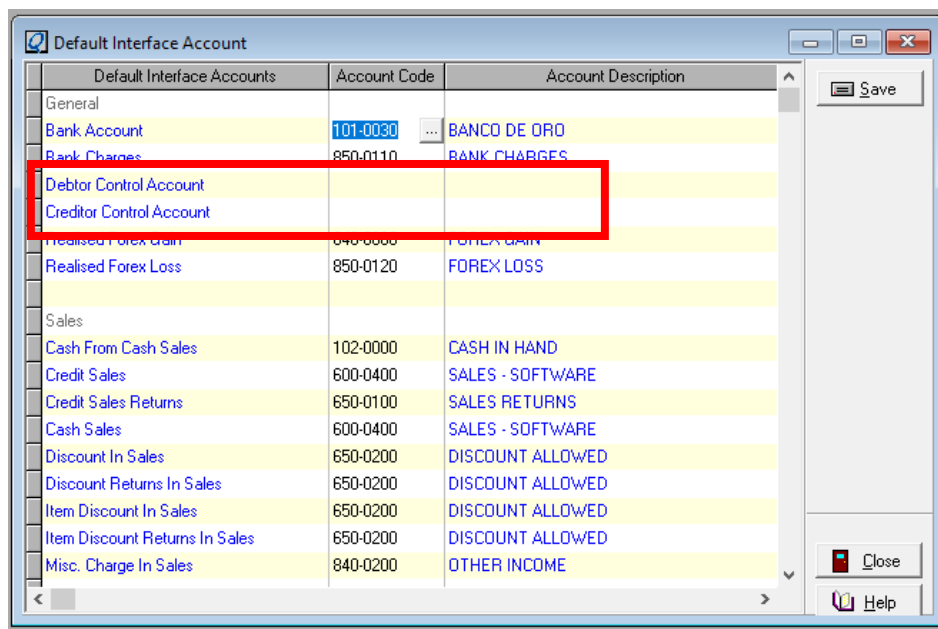 Default Interface Account
Default Interface Accounts Account Code Account Description
Save
General
Bank Account 101-0030 ... BANCO DE ORO
Bank Charges 850-0110 BANK CHARGES
Debtor Control Account
Creditor Control Account
Realised Forex Gain FOREX GAIN
Realised Forex Loss 850-0120 FOREX LOSS
Sales
Cash From Cash Sales 102-0000 CASH IN HAND
Credit Sales 600-0400 SALES - SOFTWARE
Credit Sales Returns 650-0100 SALES RETURNS
Cash Sales 600-0400 SALES - SOFTWARE
Discount In Sales 650-0200 DISCOUNT ALLOWED
Discount Returns In Sales 650-0200 DISCOUNT ALLOWED
Item Discount In Sales 650-0200 DISCOUNT ALLOWED
Item Discount Returns In Sales 650-0200 DISCOUNT ALLOWED
Misc. Charge In Sales 840-0200 OTHER INCOME
Close
Help